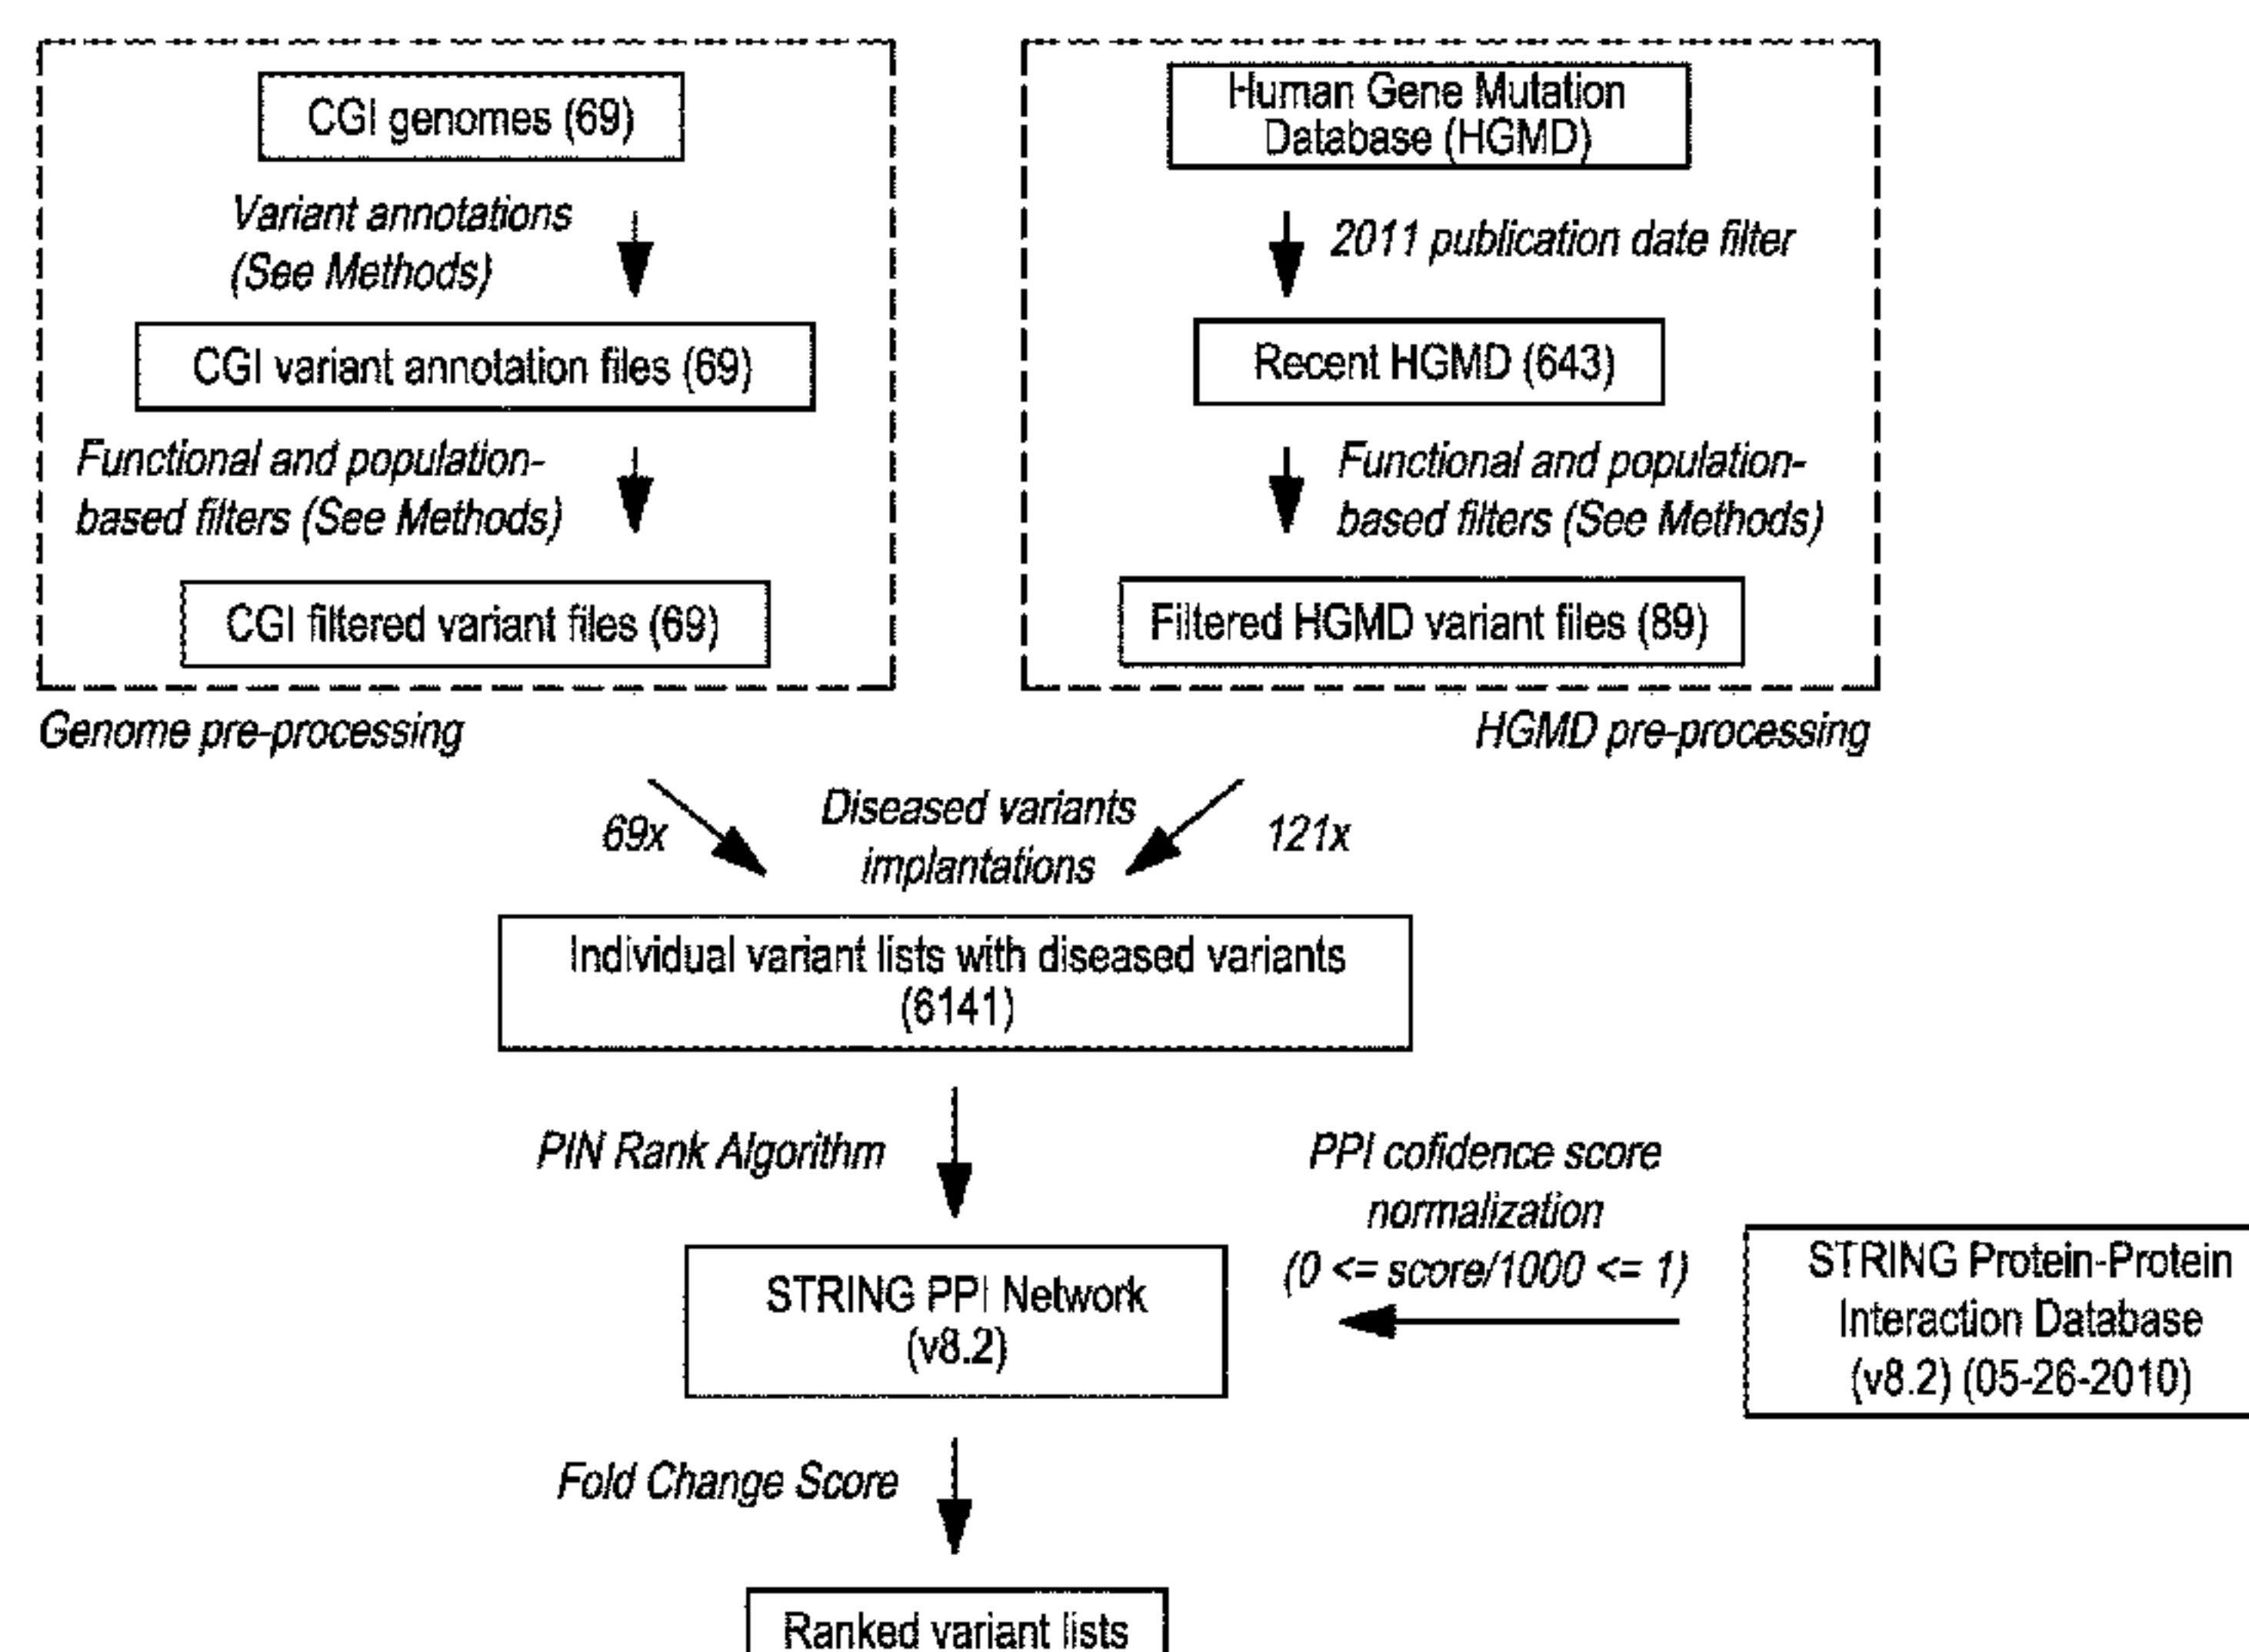 CGI genomes (69)
Variant annotations
(See Methods)
CGI variant annotation files (69)
Functional and population-
based filters (See Methods)
CGI filtered variant files (69)
Genome pre-processing
Human Gene Mutation
Database (HGMD)
2011 publication date filter
Recent HGMD (643)
Functional and population-
based filters (See Methods)
Filtered HGMD variant files (89)
HGMD pre-processing
69x
Diseased variants
implantations
121x
Individual variant lists with diseased variants
(6141)
PIN Rank Algorithm
PPI cofidence score
normalization
(0 <= score/1000 <= 1)
STRING PPI Network
(v8.2)
STRING Protein-Protein
Interaction Database
(v8.2) (05-26-2010)
Fold Change Score
Ranked variant lists